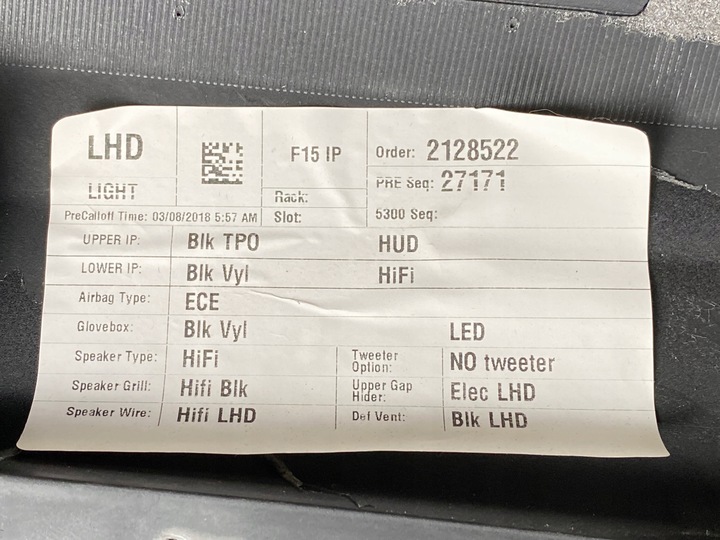 LHD
F15 IP
Order: 2128522
LIGHT
Rack:
PRE Seq: 27171
PreCalloff Time: 03/08/2018 5:57 AM
Slot:
5300 Seq:
UPPER IP: Blk TPO HUD
LOWER IP: Blk Vyl HiFi
Airbag Type: ECE
Glovebox: Blk Vyl LED
Speaker Type: HiFi Tweeter Option: NO tweeter
Speaker Grill: Hifi Blk Upper Gap Hider: Elec LHD
Speaker Wire: Hifi LHD Def Vent: Blk LHD